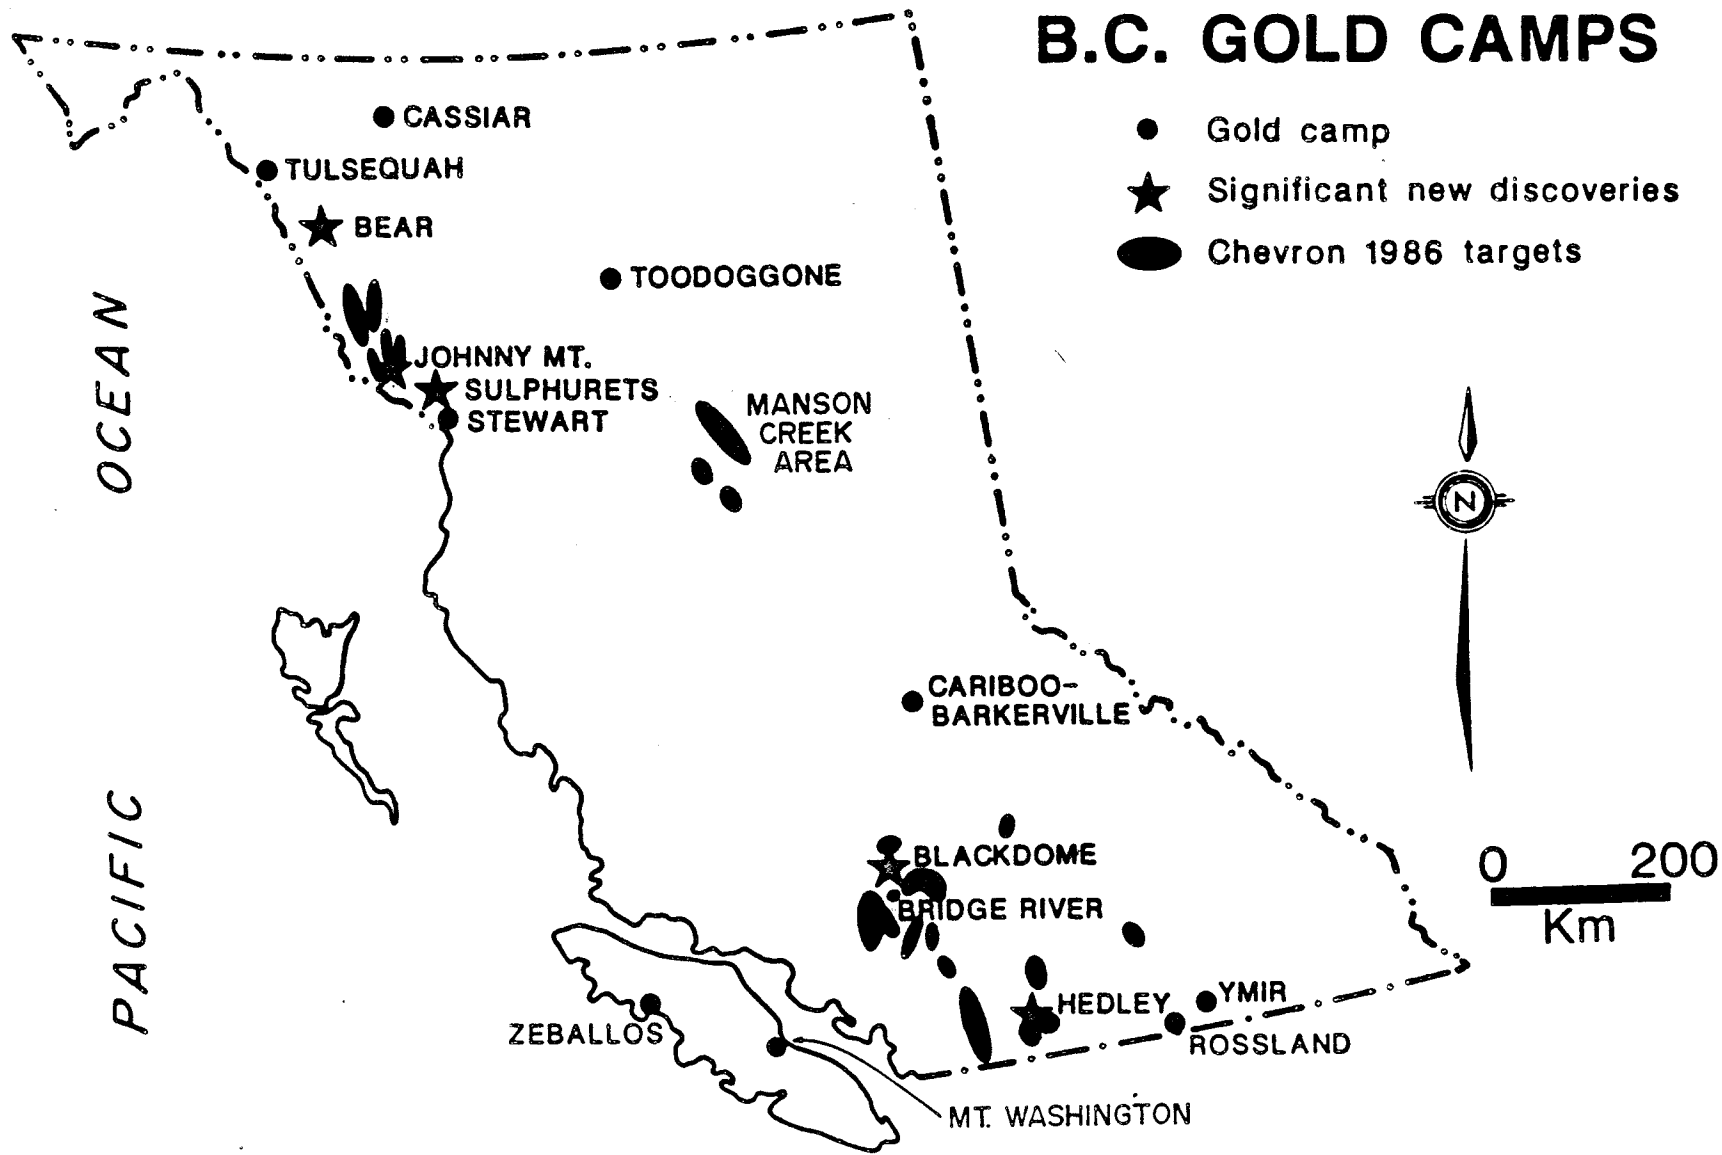 B.C. GOLD CAMPS
Gold camp
Significant new discoveries
Chevron 1986 targets
CASSIAR
TULSEQUAH
BEAR
TOODOGGONE
JOHNNY MT.
SULPHURETS
STEWART
MANSON
CREEK
AREA
OCEAN
PACIFIC
N
CARIBOO-
BARKERVILLE
BLACKDOME
BRIDGE RIVER
0 200
Km
HEDLEY
YMIR
ROSSLAND
ZEBALLOS
MT. WASHINGTON